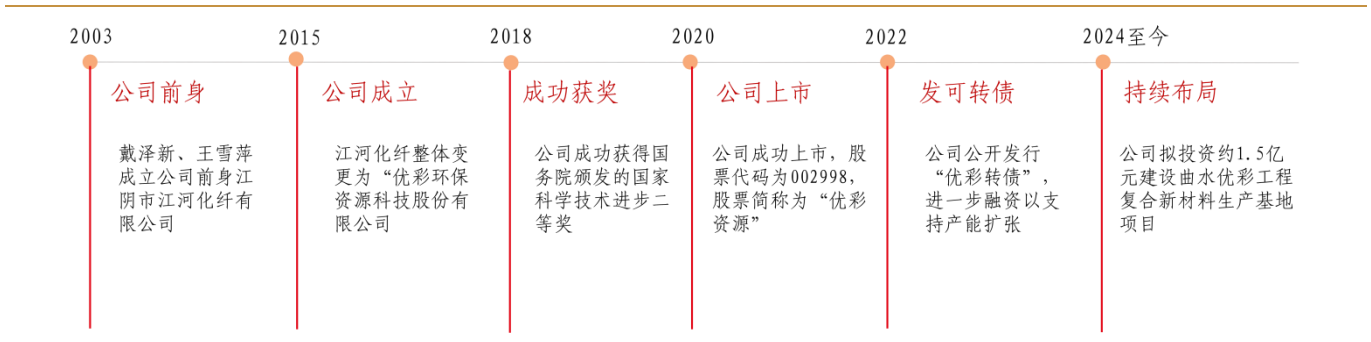 2003
公司前身
戴泽新、王雪萍
成立公司前身江
阴市江河化纤有
限公司
2015
公司成立
江河化纤整体变
更为“优彩环保
资源科技股份有
限公司
2018
成功获奖
公司成功获得国
务院颁发的国家
科学技术进步二
等奖
2020
公司上市
公司成功上市，股
票代码为002998，
股票简称为“优彩
资源”
2022
发可转债
公司公开发行
“优彩转债”，
进一步融资以支
持产能扩张
2024至今
持续布局
公司拟投资约1.5亿
元建设曲水优彩工程
复合新材料生产基地
项目